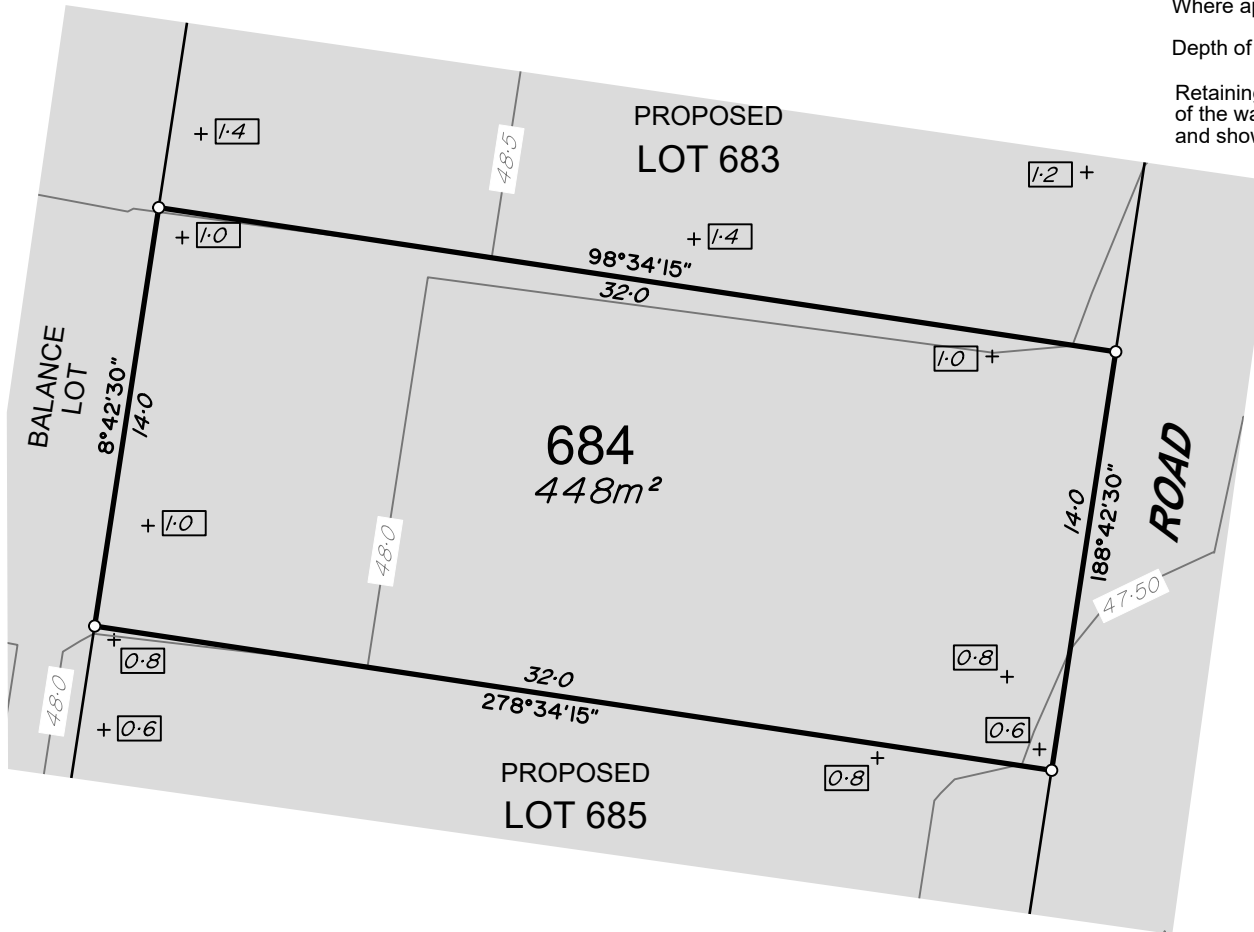 Where ap
Depth of
Retaining
of the wa
and show
1·4
48·5
PROPOSED
LOT 683
1·2
1·0
1·4
98°34'15"
32·0
1·0
BALANCE
LOT
8°42'30"
14·0
684
448m²
ROAD
14·0
188°42'30"
1·0
48·0
47·50
0·8
0·8
32·0
278°34'15"
48·0
0·6
0·6
0·8
PROPOSED
LOT 685